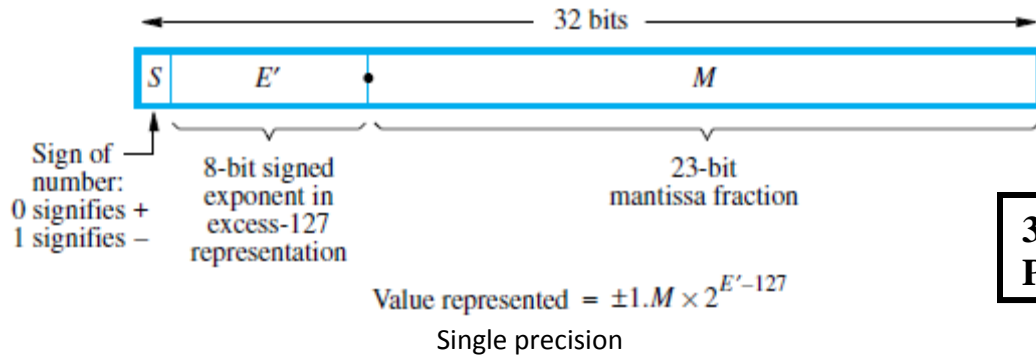 32 bits
S E′ M
Sign of
number:
0 signifies +
1 signifies −
8-bit signed
exponent in
excess-127
representation
23-bit
mantissa fraction
3
Value represented = ±1.M × 2^E′−127
Single precision